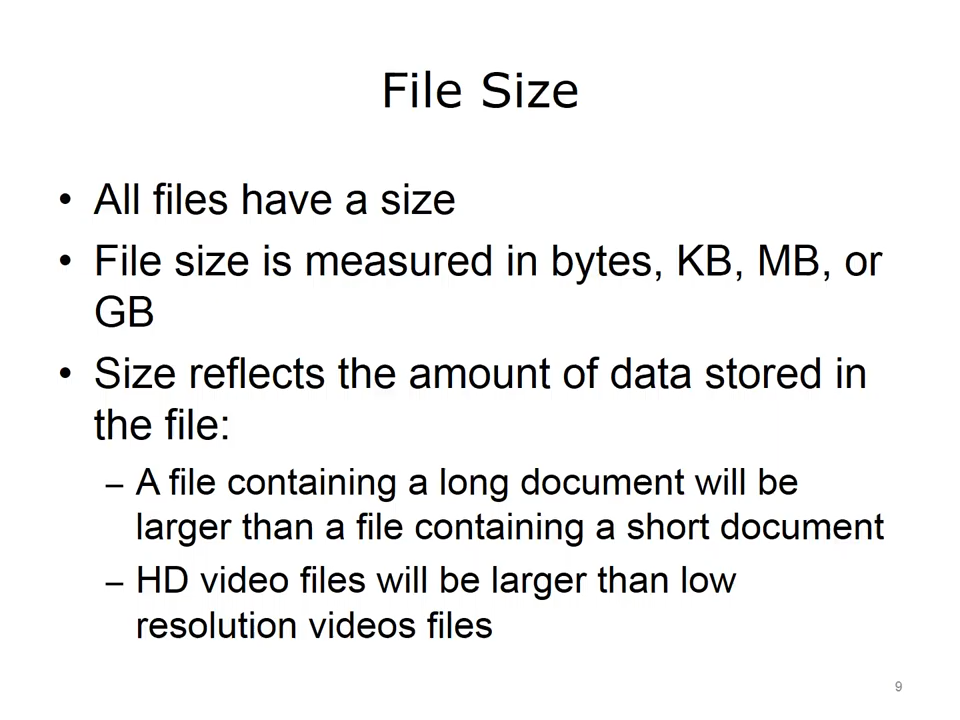 File Size
• All files have a size
• File size is measured in bytes, KB, MB, or
GB
• Size reflects the amount of data stored in
the file:
– A file containing a long document will be
larger than a file containing a short document
– HD video files will be larger than low
resolution videos files
9